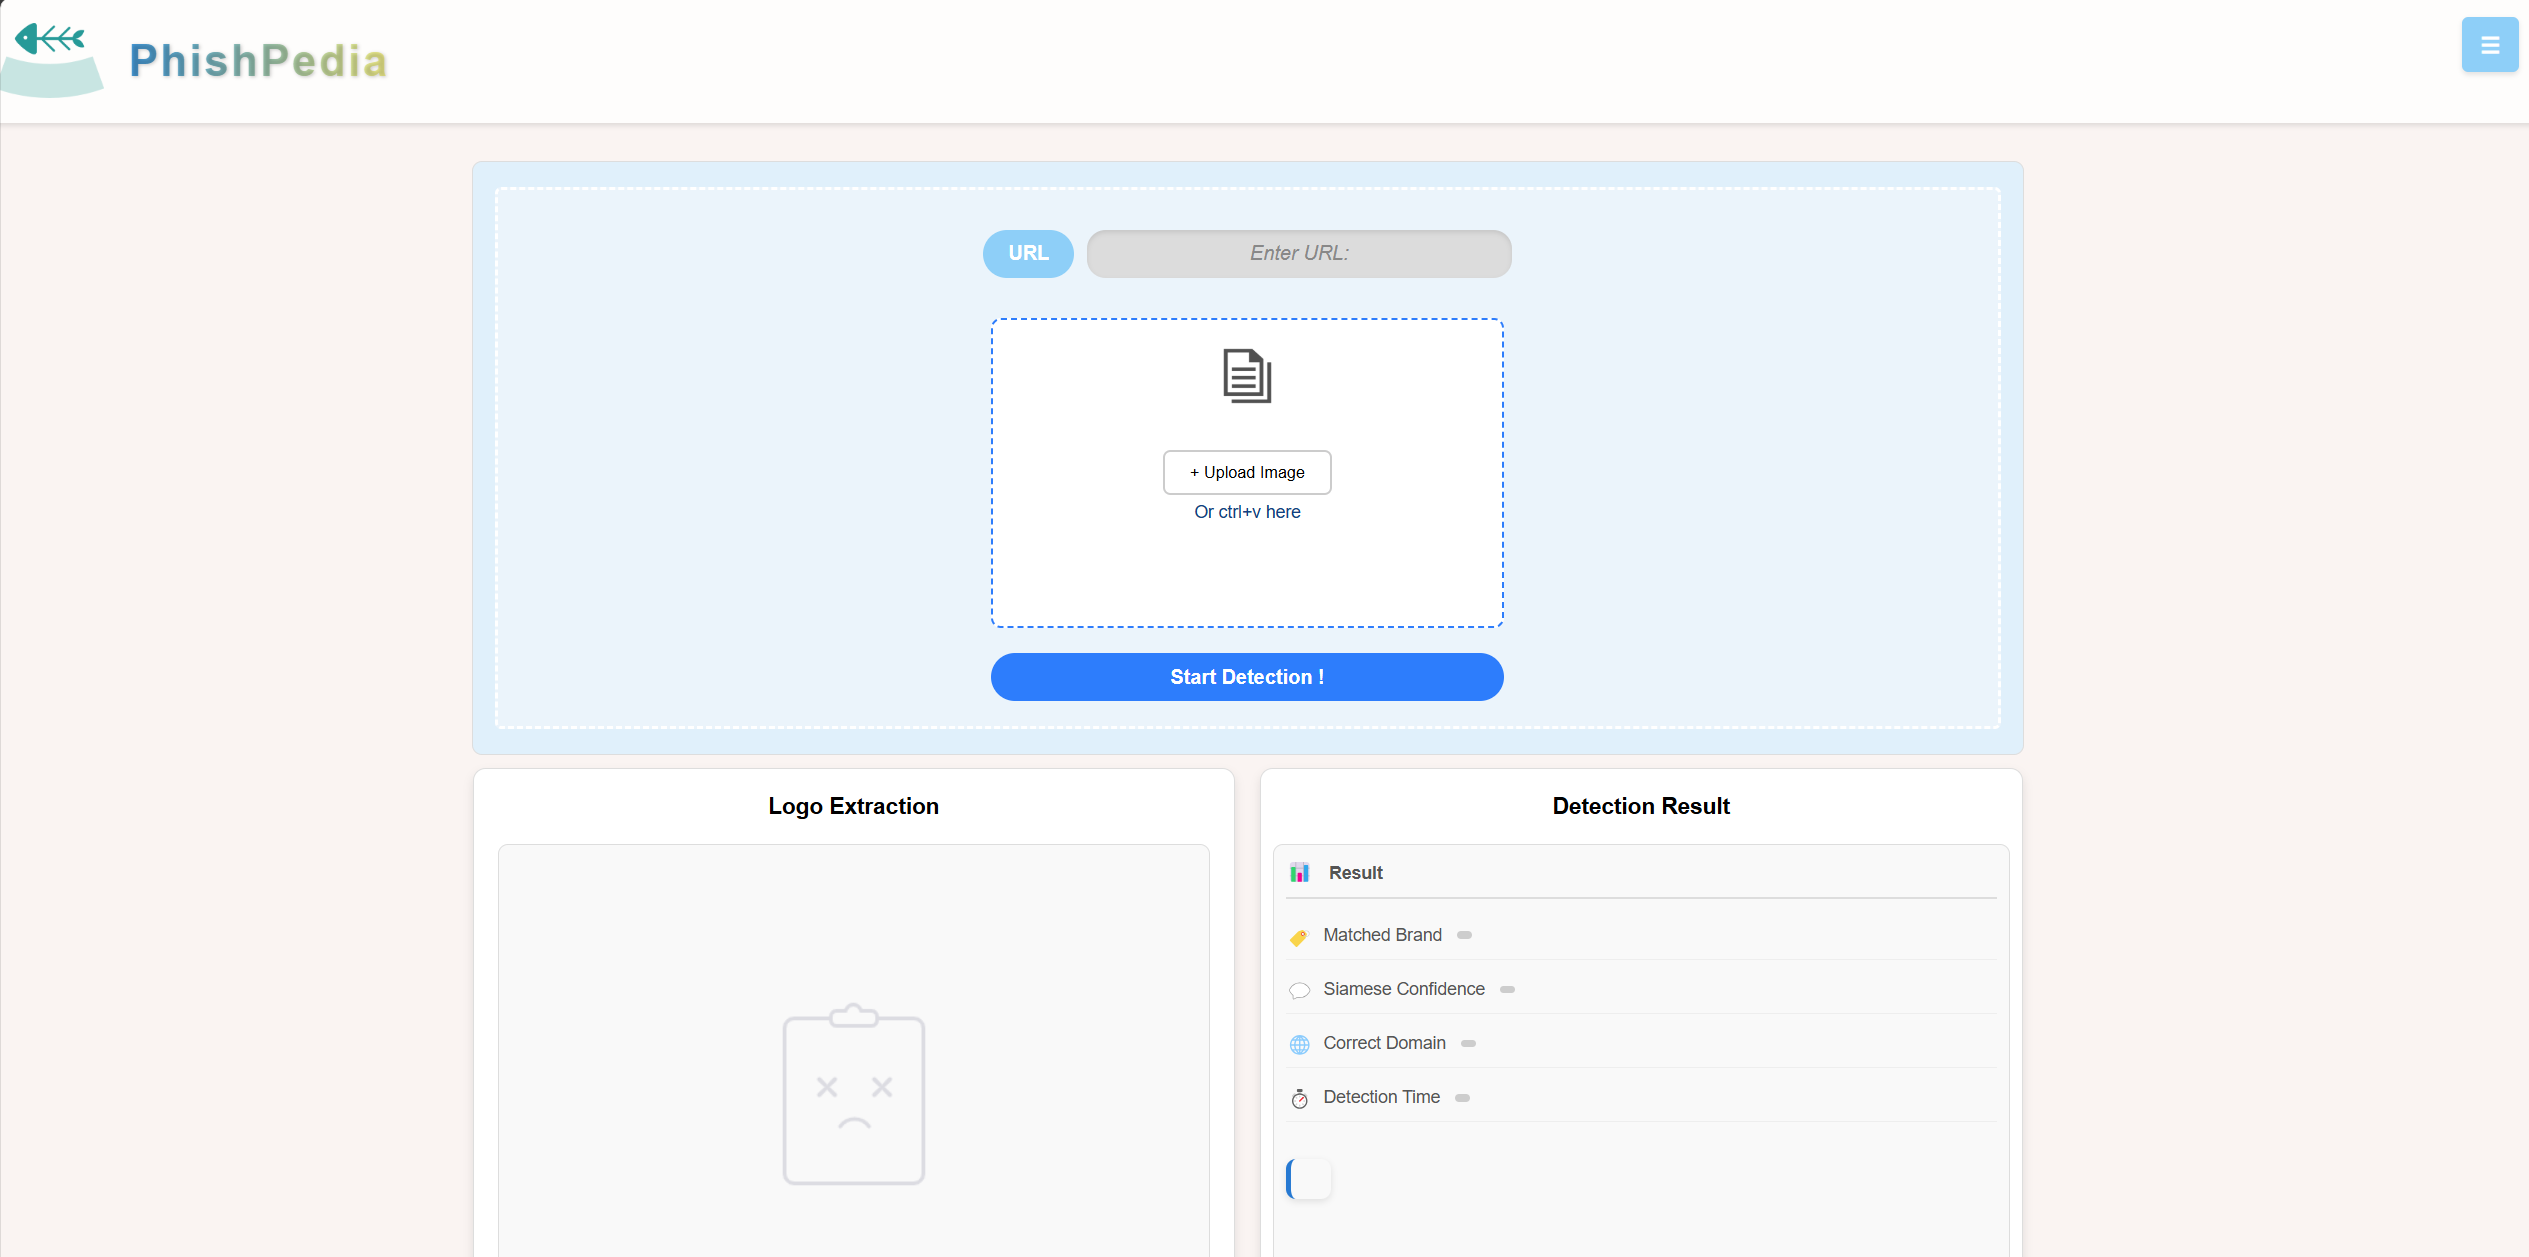 PhishPedia
URL
Enter URL:
+ Upload Image
Or ctrl+v here
Start Detection !
Logo Extraction
Detection Result
Result
Matched Brand
Siamese Confidence
Correct Domain
Detection Time